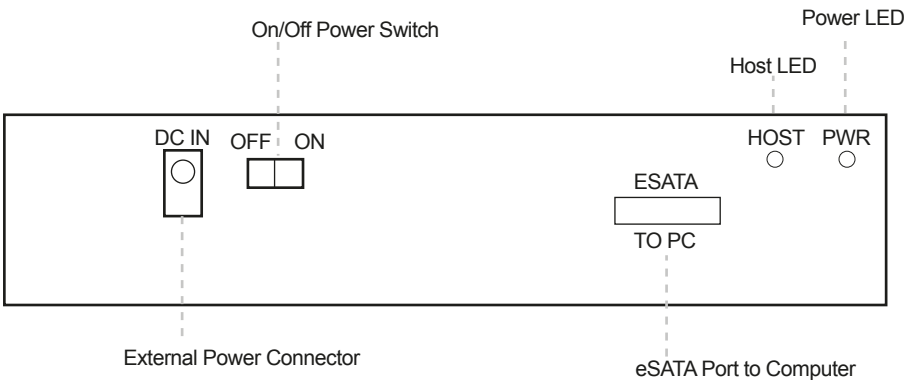 Power LED
On/Off Power Switch
Host LED
DC IN
OFF ON
HOST PWR
ESATA
TO PC
External Power Connector
eSATA Port to Computer